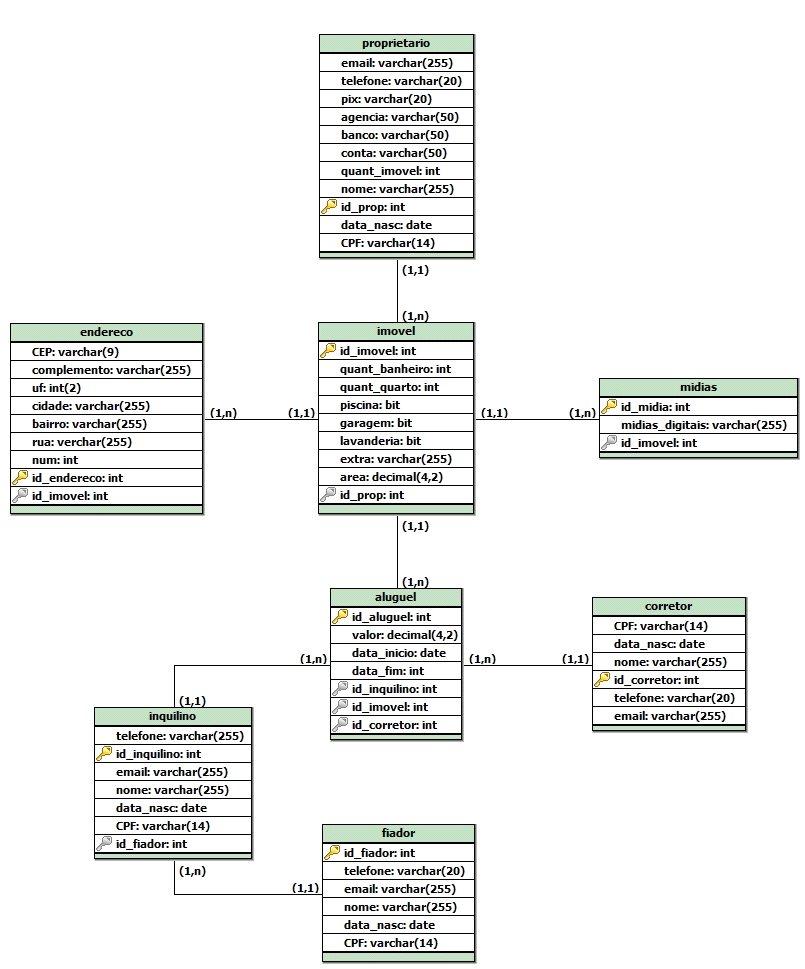 proprietario
email: varchar(255)
telefone: varchar(20)
pix: varchar(20)
agencia: varchar(50)
banco: varchar(50)
conta: varchar(50)
quant_imovel: int
nome: varchar(255)
id_prop: int
data_nasc: date
CPF: varchar(14)
(1,1)
(1,n)
endereco
CEP: varchar(9)
complemento: varchar(255)
uf: int(2)
cidade: varchar(255)
bairro: varchar(255)
rua: verchar(255)
num: int
id_endereco: int
id_imovel: int
(1,n)
(1,1)
imovel
id_imovel: int
quant_banheiro: int
quant_quarto: int
piscina: bit
garagem: bit
lavanderia: bit
extra: varchar(255)
area: decimal(4,2)
id_prop: int
(1,1)
(1,n)
midias
id_midia: int
midias_digitais: varchar(255)
id_imovel: int
(1,1)
(1,n)
aluguel
id_aluguel: int
valor: decimal(4,2)
data_inicio: date
data_fim: int
id_inquilino: int
id_imovel: int
id_corretor: int
(1,n)
(1,1)
corretor
CPF: varchar(14)
data_nasc: date
nome: varchar(255)
id_corretor: int
telefone: varchar(20)
email: varchar(255)
(1,n)
(1,1)
inquilino
telefone: varchar(255)
id_inquilino: int
email: varchar(255)
nome: varchar(255)
data_nasc: date
CPF: varchar(14)
id_fiador: int
(1,n)
(1,1)
fiador
id_fiador: int
telefone: varchar(20)
email: varchar(255)
nome: varchar(255)
data_nasc: date
CPF: varchar(14)